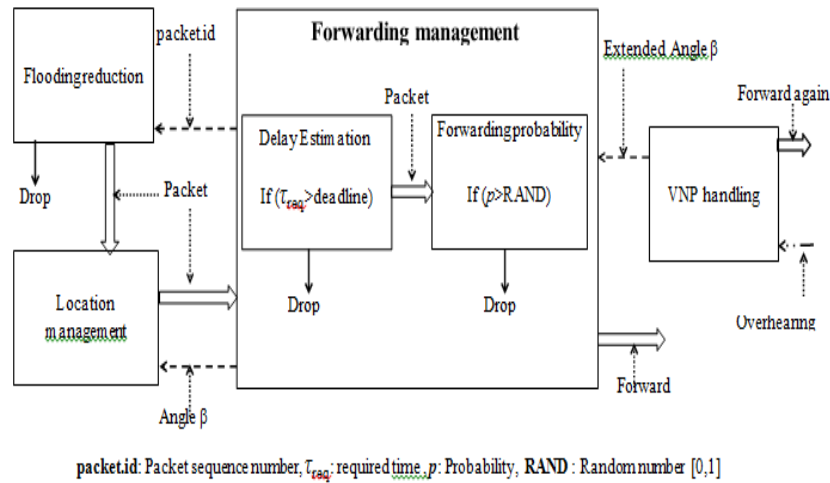 Forwarding management
packet.id
Flooding reduction
Extended Angle β
Packet
Forward again
Delay Estimation
If (τreq>deadline)
Forwarding probability
If (p>RAND)
VNP handling
Drop
Packet
Location
management
Drop
Drop
Overhearing
Forward
Angle β
packet.id: Packet sequence number, τreq: required time ,p: Probability, RAND : Random number [0,1]